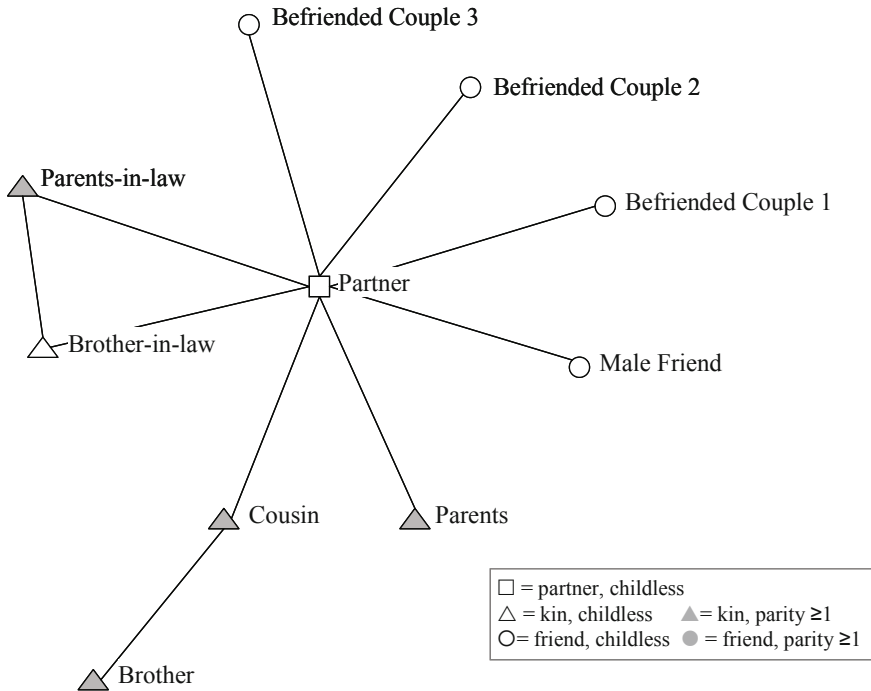 Befriended Couple 3
Befriended Couple 2
Parents-in-law
Befriended Couple 1
Partner
Brother-in-law
Male Friend
Cousin
Parents
Brother
= partner, childless
= kin, childless = kin, parity ≥1
= friend, childless = friend, parity ≥1